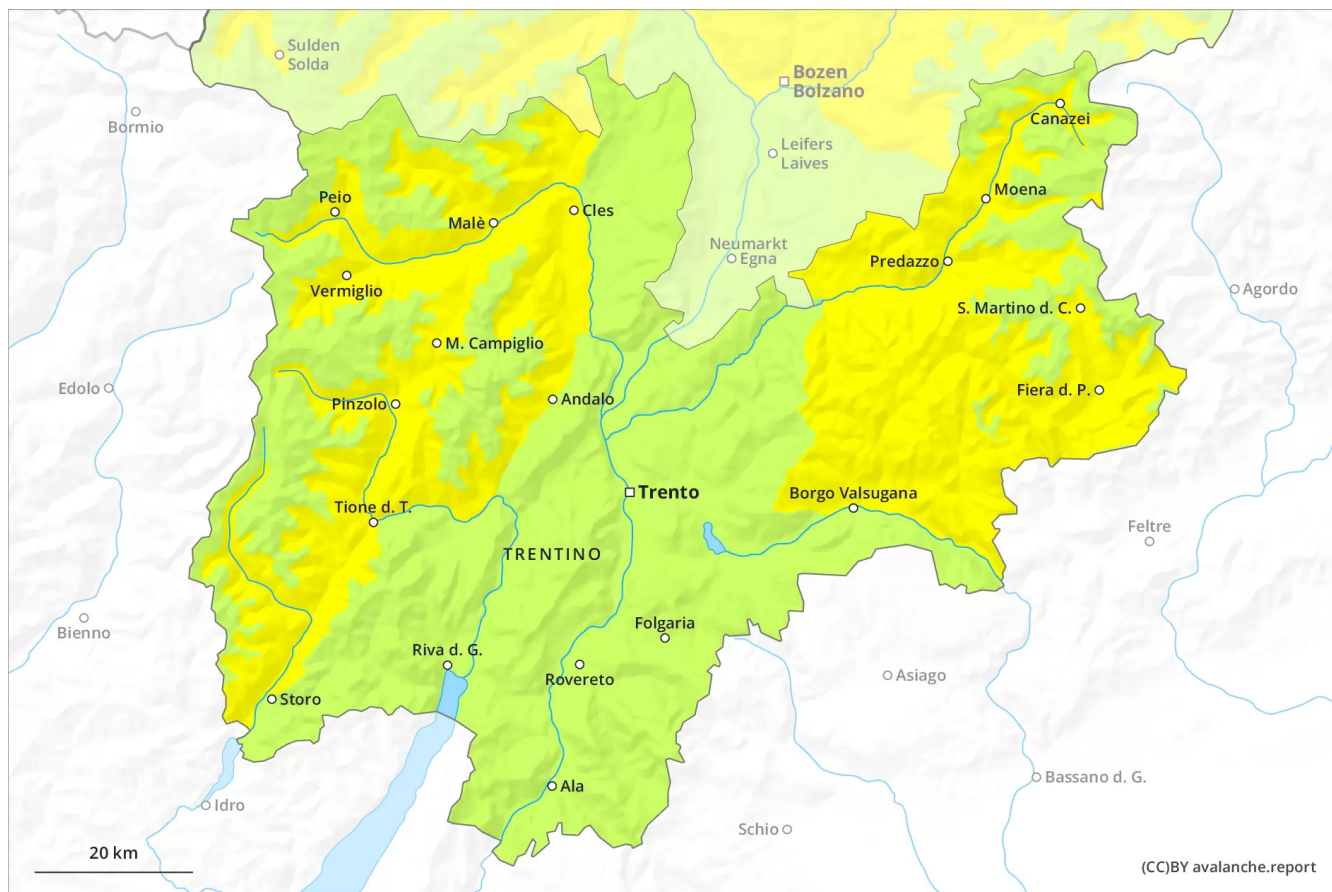 Sulden
Solda
Bozen
Bolzano
Bormio
Canazei
Leifers
Laives
Moena
Peio
Malè
Cles
Neumarkt
Egna
Predazzo
Vermiglio
Agordo
S. Martino d. C.
M. Campiglio
Edolo
Fiera d. P.
Pinzolo
Andalo
Trento
Borgo Valsugana
Tione d. T.
Feltre
TRENTINO
Bienno
Folgaria
Riva d. G.
Rovereto
Asiago
Storo
Bassano d. G.
Ala
Idro
Schio
20 km
(CC)BY avalanche.report